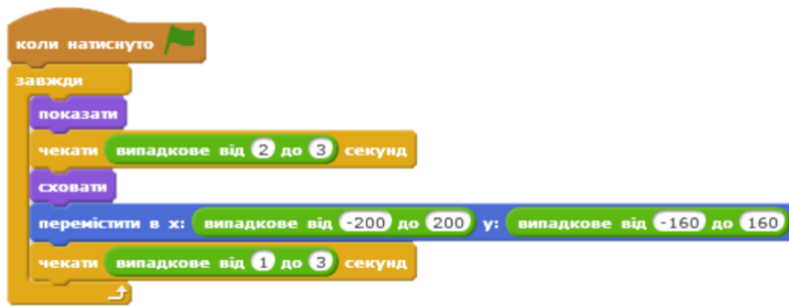 коли натиснуто
завжди
показати
чекати випадкове від 2 до 3 секунд
сховати
перемістити в x: випадкове від -200 до 200 y: випадкове від -160 до 160
чекати випадкове від 1 до 3 секунд